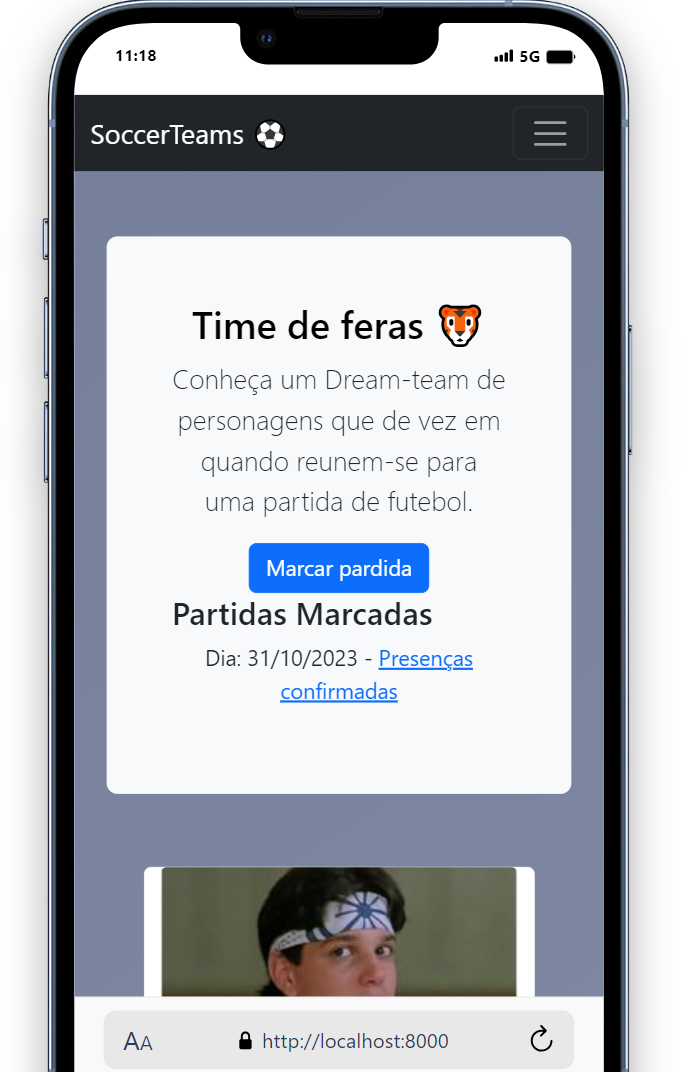 11:18
5G
SoccerTeams ⚽
Time de feras 🐯
Conheça um Dream-team de
personagens que de vez em
quando reunem-se para
uma partida de futebol.
Marcar pardida
Partidas Marcadas
Dia: 31/10/2023 - Presenças
confirmadas
AA
http://localhost:8000